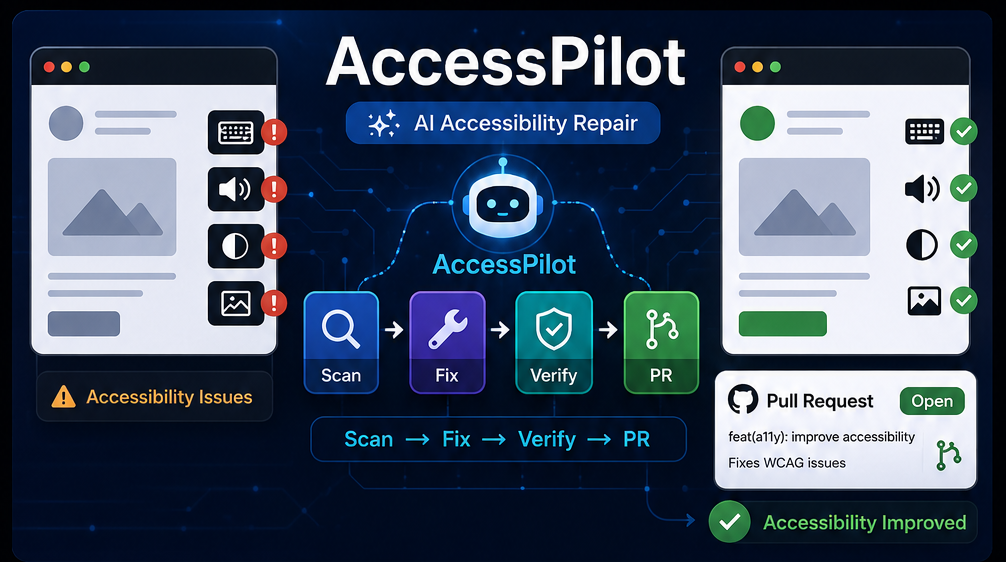 AccessPilot
AI Accessibility Repair
AccessPilot
Scan
Fix
Verify
PR
Scan → Fix → Verify → PR
Accessibility Issues
Pull Request
Open
feat(a11y): improve accessibility
Fixes WCAG issues
Accessibility Improved